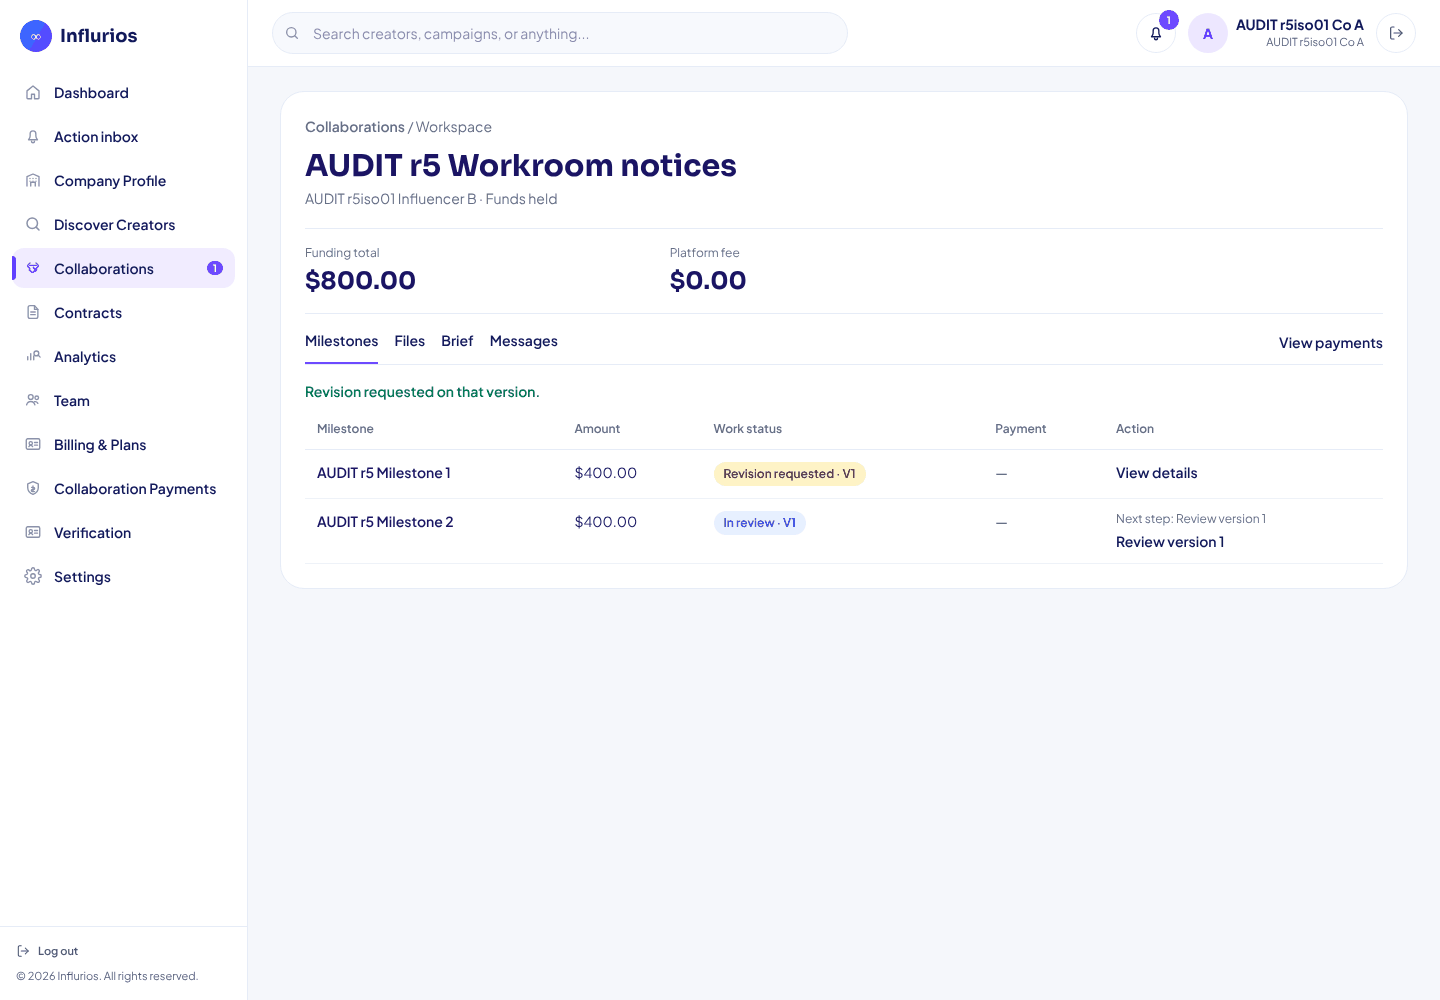 Influrios
Dashboard
Action inbox
Company Profile
Discover Creators
Collaborations 1
Contracts
Analytics
Team
Billing & Plans
Collaboration Payments
Verification
Settings
Log out
© 2026 Influrios. All rights reserved.
Search creators, campaigns, or anything...
1
A
AUDIT r5iso01 Co A
AUDIT r5iso01 Co A
Collaborations / Workspace
AUDIT r5 Workroom notices
AUDIT r5iso01 Influencer B · Funds held
Funding total Platform fee
$800.00 $0.00
Milestones Files Brief Messages View payments
Revision requested on that version.
Milestone Amount Work status Payment Action
AUDIT r5 Milestone 1 $400.00 Revision requested · V1 — View details
AUDIT r5 Milestone 2 $400.00 In review · V1 — Next step: Review version 1
Review version 1